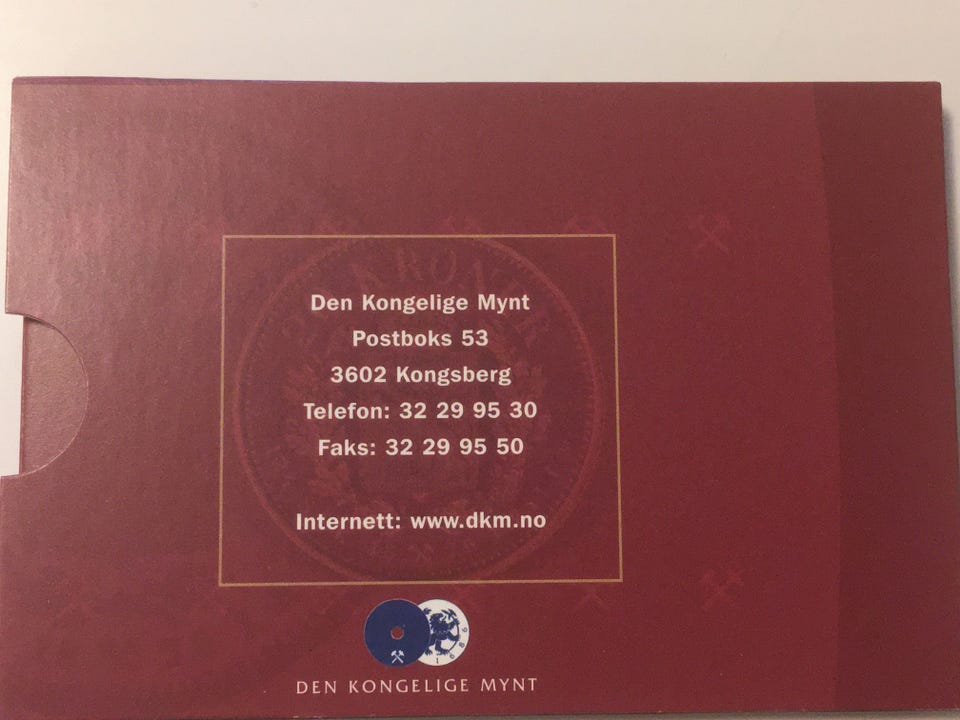 Den Kongelige Mynt
Postboks 53
3602 Kongsberg
Telefon: 32 29 95 30
Faks: 32 29 95 50
Internett: www.dkm.no
1689
DEN KONGELIGE MYNT